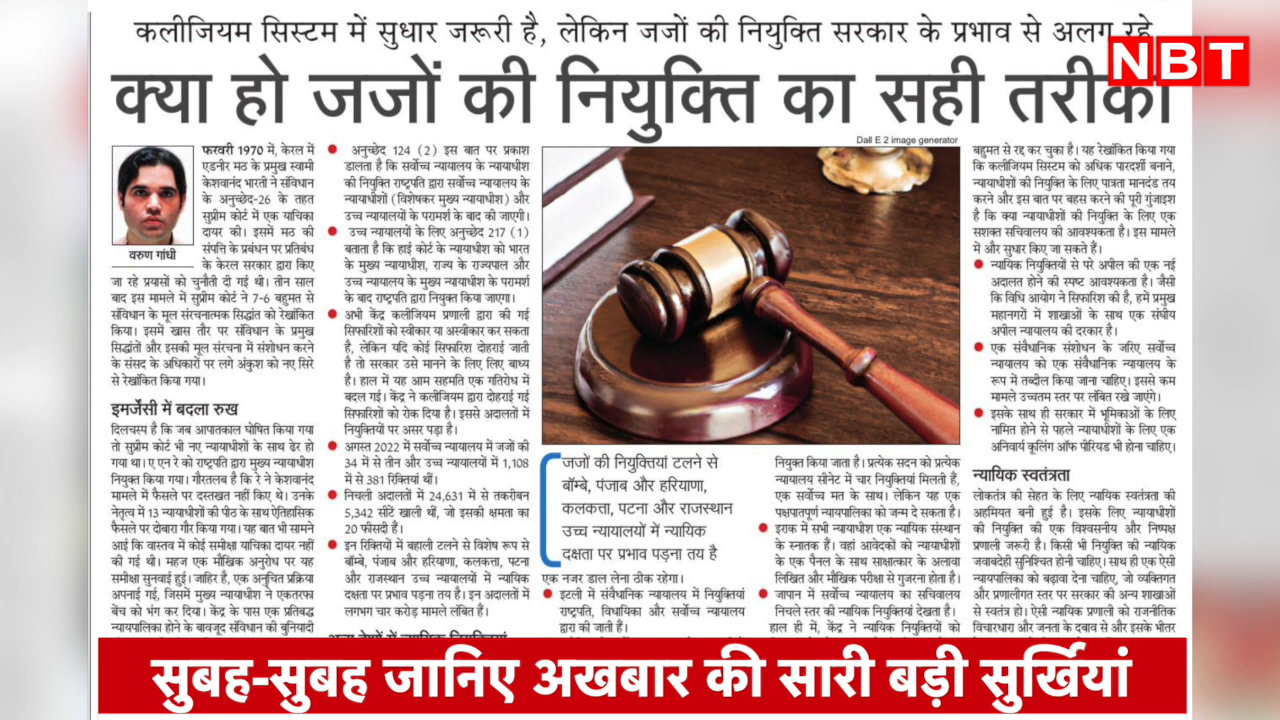 कलीजियम सिस्टम में सुधार जरूरी है, लेकिन जजों की नियुक्ति सरकार के प्रभाव से अलग रहे
NBT
क्या हो जजों की नियुक्ति का सही तरीका
वरुण गांधी
फरवरी 1970 में, केरल में
एडनीर मठ के प्रमुख स्वामी
केशवानंद भारती ने संविधान
के अनुच्छेद-26 के तहत
सुप्रीम कोर्ट में एक याचिका
दायर की। इसमें मठ की
संपत्ति के प्रबंधन पर प्रतिबंध
के केरल सरकार द्वारा किए
जा रहे प्रयासों को चुनौती दी गई थी। तीन साल
बाद इस मामले में सुप्रीम कोर्ट ने 7-6 बहुमत से
संविधान के मूल संरचनात्मक सिद्धांत को रेखांकित
किया। इसमें खास तौर पर संविधान के प्रमुख
सिद्धांतों और इसकी मूल संरचना में संशोधन करने
के संसद के अधिकारों पर लगे अंकुश को नए सिरे
से रेखांकित किया गया।
इमर्जेंसी में बदला रुख
दिलचस्प है कि जब आपातकाल घोषित किया गया
तो सुप्रीम कोर्ट भी नए न्यायाधीशों के साथ ढेर हो
गया था। ए एन रे को राष्ट्रपति द्वारा मुख्य न्यायाधीश
नियुक्त किया गया। गौरतलब है कि रे ने केशवानंद
मामले में फैसले पर दस्तखत नहीं किए थे। उनके
नेतृत्व में 13 न्यायाधीशों की पीठ के साथ ऐतिहासिक
फैसले पर दोबारा गौर किया गया। यह बात भी सामने
आई कि वास्तव में कोई समीक्षा याचिका दायर नहीं
की गई थी। महज एक मौखिक अनुरोध पर यह
समीक्षा सुनवाई हुई। जाहिर है, एक अनुचित प्रक्रिया
अपनाई गई, जिसमें मुख्य न्यायाधीश ने एकतरफा
बेंच को भंग कर दिया। केंद्र के पास एक प्रतिबद्ध
न्यायपालिका होने के बावजूद संविधान की बुनियादी
● अनुच्छेद 124 (2) इस बात पर प्रकाश
डालता है कि सर्वोच्च न्यायालय के न्यायाधीश
की नियुक्ति राष्ट्रपति द्वारा सर्वोच्च न्यायालय के
न्यायाधीशों (विशेषकर मुख्य न्यायाधीश) और
उच्च न्यायालयों के परामर्श के बाद की जाएगी।
● उच्च न्यायालयों के लिए अनुच्छेद 217 (1)
बताता है कि हाई कोर्ट के न्यायाधीश को भारत
के मुख्य न्यायाधीश, राज्य के राज्यपाल और
उच्च न्यायालय के मुख्य न्यायाधीश के परामर्श
के बाद राष्ट्रपति द्वारा नियुक्त किया जाएगा।
● अभी केंद्र कलीजियम प्रणाली द्वारा की गई
सिफारिशों को स्वीकार या अस्वीकार कर सकता
है, लेकिन यदि कोई सिफारिश दोहराई जाती
है तो सरकार उसे मानने के लिए लिए बाध्य
है। हाल में यह आम सहमति एक गतिरोध में
बदल गई। केंद्र ने कलीजियम द्वारा दोहराई गई
सिफारिशों को रोक दिया है। इससे अदालतों में
नियुक्तियों पर असर पड़ा है।
● अगस्त 2022 में सर्वोच्च न्यायालय में जजों की
34 में से तीन और उच्च न्यायालयों में 1,108
में से 381 रिक्तियां थीं।
● निचली अदालतों में 24,631 में से तकरीबन
5,342 सीटें खाली थीं, जो इसकी क्षमता का
20 फीसदी है।
● इन रिक्तियों में बहाली टलने से विशेष रूप से
बॉम्बे, पंजाब और हरियाणा, कलकत्ता, पटना
और राजस्थान उच्च न्यायालयों में न्यायिक
दक्षता पर प्रभाव पड़ना तय है। इन अदालतों में
लगभग चार करोड़ मामले लंबित हैं।
Dall E 2 image generator
जजों की नियुक्तियां टलने से
बॉम्बे, पंजाब और हरियाणा,
कलकत्ता, पटना और राजस्थान
उच्च न्यायालयों में न्यायिक
दक्षता पर प्रभाव पड़ना तय है
एक नजर डाल लेना ठीक रहेगा।
● इटली में संवैधानिक न्यायालय में नियुक्तियां
राष्ट्रपति, विधायिका और सर्वोच्च न्यायालय
द्वारा की जाती हैं।
नियुक्त किया जाता है। प्रत्येक सदन को प्रत्येक
न्यायालय सीनेट में चार नियुक्तियां मिलती हैं,
एक सर्वोच्च मत के साथ। लेकिन यह एक
पक्षपातपूर्ण न्यायपालिका को जन्म दे सकता है।
● इराक में सभी न्यायाधीश एक न्यायिक संस्थान
के स्नातक हैं। वहां आवेदकों को न्यायाधीशों
के एक पैनल के साथ साक्षात्कार के अलावा
लिखित और मौखिक परीक्षा से गुजरना होता है।
● जापान में सर्वोच्च न्यायालय का सचिवालय
निचले स्तर की न्यायिक नियुक्तियां देखता है।
हाल ही में, केंद्र ने न्यायिक नियुक्तियों को
बहुमत से रद्द कर चुका है। यह रेखांकित किया गया
कि कलीजियम सिस्टम को अधिक पारदर्शी बनाने,
न्यायाधीशों की नियुक्ति के लिए पात्रता मानदंड तय
करने और इस बात पर बहस करने की पूरी गुंजाइश
है कि क्या न्यायाधीशों की नियुक्ति के लिए एक
सशक्त सचिवालय की आवश्यकता है। इस मामले
में और सुधार किए जा सकते हैं।
● न्यायिक नियुक्तियों से परे अपील की एक नई
अदालत होने की स्पष्ट आवश्यकता है। जैसी
कि विधि आयोग ने सिफारिश की है, हमें प्रमुख
महानगरों में शाखाओं के साथ एक संघीय
अपील न्यायालय की दरकार है।
● एक संवैधानिक संशोधन के जरिए सर्वोच्च
न्यायालय को एक संवैधानिक न्यायालय के
रूप में तब्दील किया जाना चाहिए। इससे कम
मामले उच्चतम स्तर पर लंबित रखे जाएंगे।
● इसके साथ ही सरकार में भूमिकाओं के लिए
नामित होने से पहले न्यायाधीशों के लिए एक
अनिवार्य कूलिंग ऑफ पीरियड भी होना चाहिए।
न्यायिक स्वतंत्रता
लोकतंत्र की सेहत के लिए न्यायिक स्वतंत्रता की
अहमियत बनी हुई है। इसके लिए न्यायाधीशों
की नियुक्ति की एक विश्वसनीय और निष्पक्ष
प्रणाली जरूरी है। किसी भी नियुक्ति की न्यायिक
जवाबदेही सुनिश्चित होनी चाहिए। साथ ही एक ऐसी
न्यायपालिका को बढ़ावा देना चाहिए, जो व्यक्तिगत
और प्रणालीगत स्तर पर सरकार की अन्य शाखाओं
से स्वतंत्र हो। ऐसी न्यायिक प्रणाली को राजनीतिक
विचारधारा और जनता के दबाव से और इसके भीतर
सुबह-सुबह जानिए अखबार की सारी बड़ी सुर्खियां